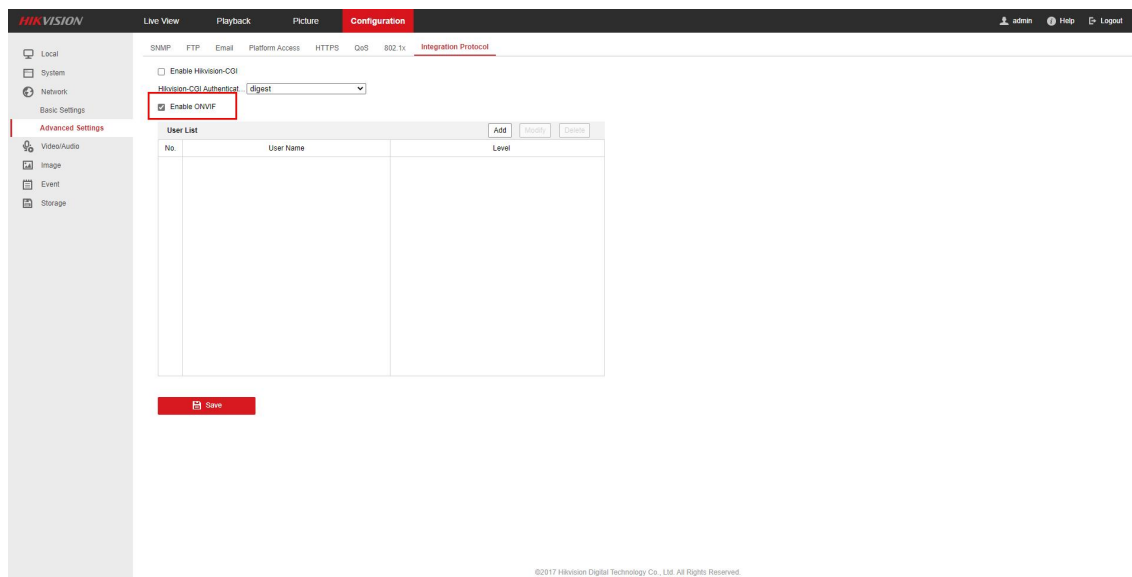 HIKVISION
Live View Playback Picture Configuration admin Help Logout
Local
System
Network
Basic Settings
Advanced Settings
Video/Audio
Image
Event
Storage
SNMP FTP Email Platform Access HTTPS QoS 802.1x Integration Protocol
Enable Hikvision-CGI
Hikvision-CGI Authenticat... digest
Enable ONVIF
User List Add Modify Delete
No. User Name Level
Save
©2017 Hikvision Digital Technology Co., Ltd. All Rights Reserved.